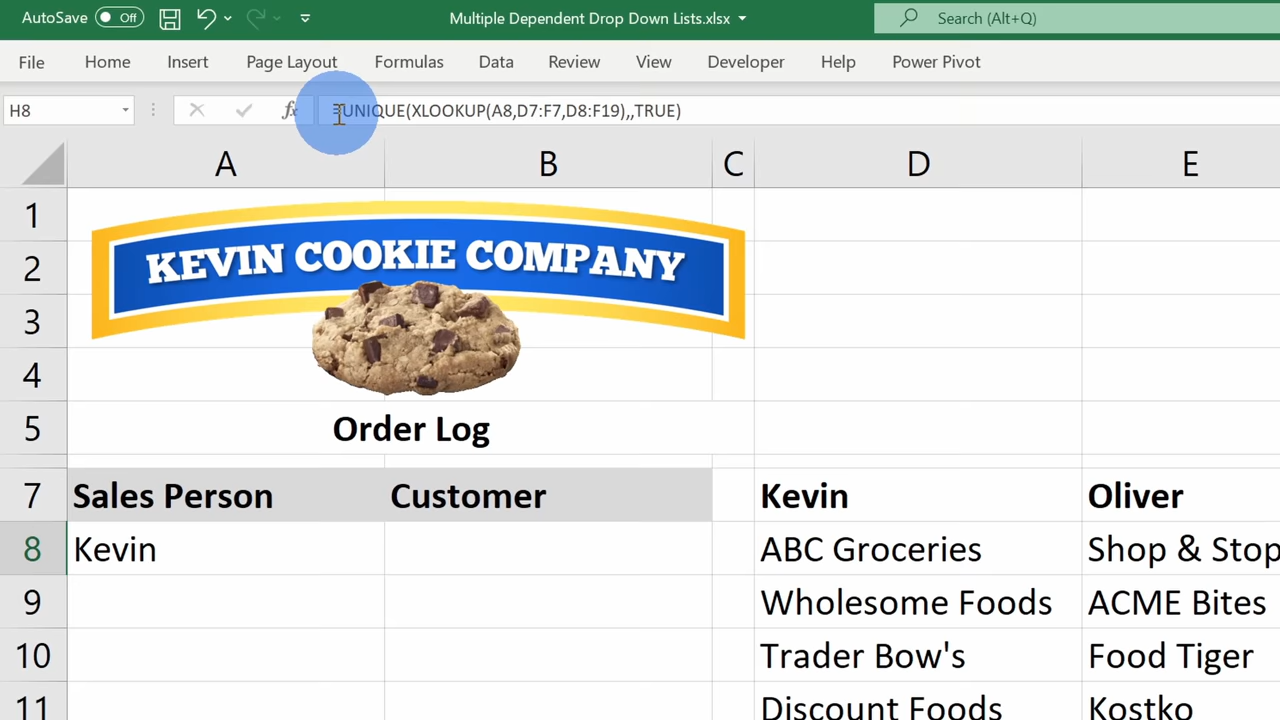 AutoSave Off Multiple Dependent Drop Down Lists.xlsx Search (Alt+Q)
File Home Insert Page Layout Formulas Data Review View Developer Help Power Pivot
H8 fx =UNIQUE(XLOOKUP(A8,D7:F7,D8:F19),,TRUE)
A B C D E
1
2 KEVIN COOKIE COMPANY
3
4
5 Order Log
7 Sales Person Customer Kevin Oliver
8 Kevin ABC Groceries Shop & Stop
9 Wholesome Foods ACME Bites
10 Trader Bow's Food Tiger
11 Discount Foods Kostko